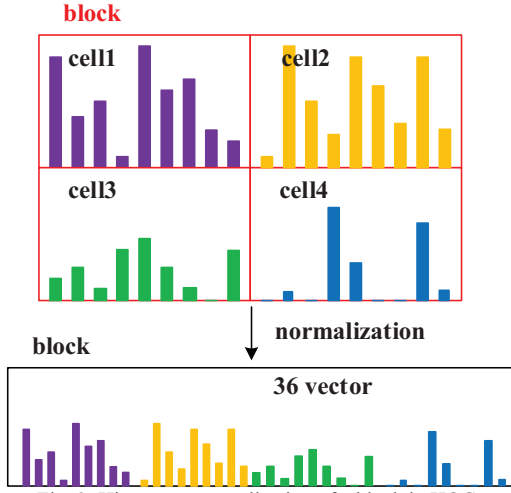 block
cell1
cell2
cell3
cell4
normalization
block
36 vector